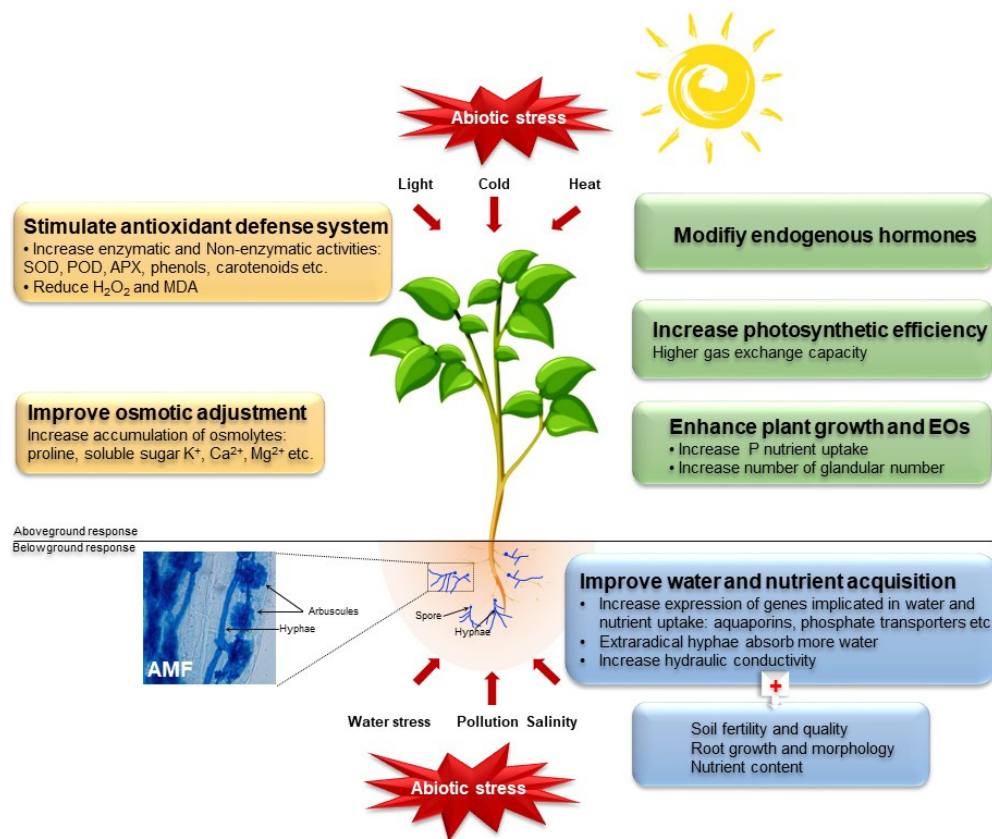 Abiotic stress
Light
Cold
Heat
Stimulate antioxidant defense system
• Increase enzymatic and Non-enzymatic activities:
SOD, POD, APX, phenols, carotenoids etc.
• Reduce H₂O₂ and MDA
Improve osmotic adjustment
Increase accumulation of osmolytes:
proline, soluble sugar K⁺, Ca²⁺, Mg²⁺ etc.
Modifiy endogenous hormones
Increase photosynthetic efficiency
Higher gas exchange capacity
Enhance plant growth and EOs
• Increase P nutrient uptake
• Increase number of glandular number
Aboveground response
Belowground response
Arbuscules
Hyphae
AMF
Spore
Hyphae
Improve water and nutrient acquisition
• Increase expression of genes implicated in water and
nutrient uptake: aquaporins, phosphate transporters etc
• Extraradical hyphae absorb more water
• Increase hydraulic conductivity
Soil fertility and quality
Root growth and morphology
Nutrient content
Water stress
Pollution
Salinity
Abiotic stress